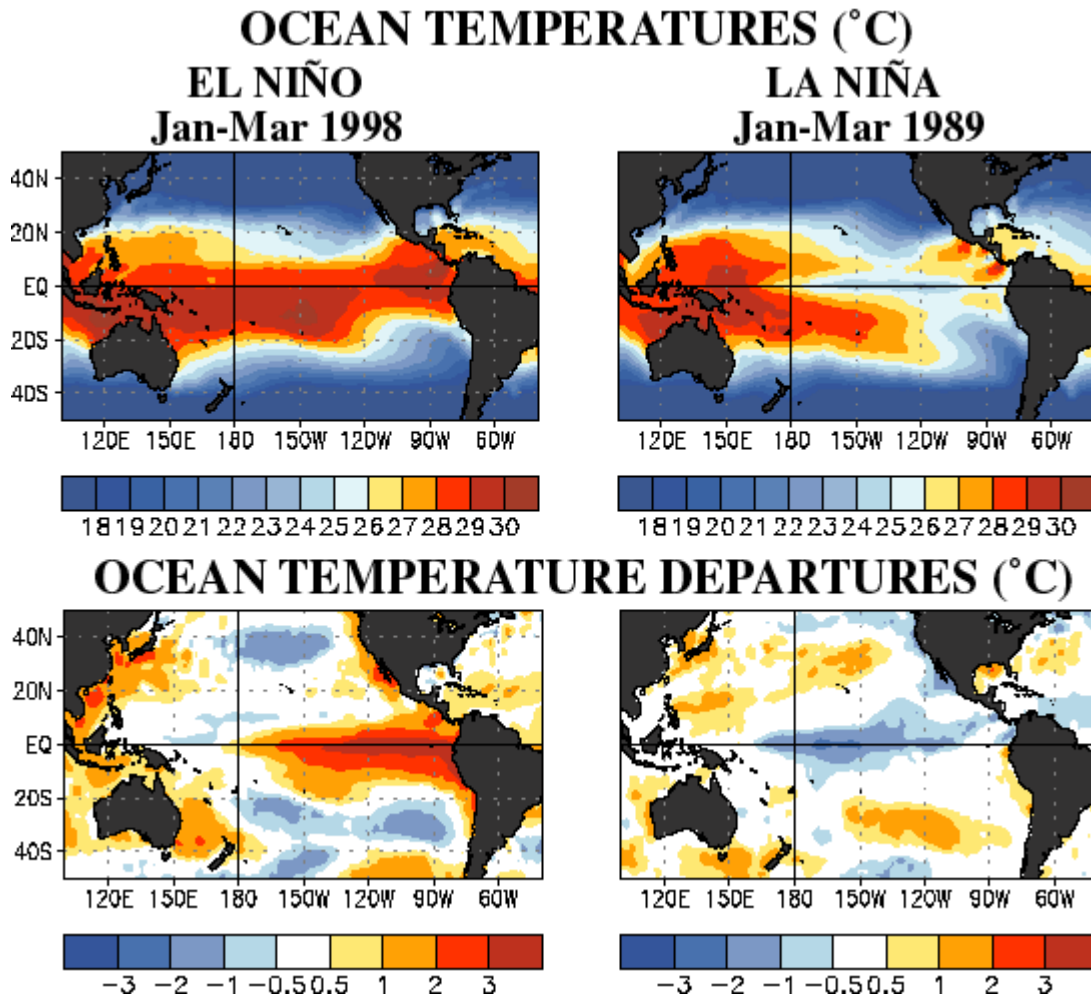 OCEAN TEMPERATURES (˚C)
EL NIÑO
Jan-Mar 1998
LA NIÑA
Jan-Mar 1989
40N
20N
EQ
20S
40S
120E 150E 180 150W 120W 90W 60W
120E 150E 180 150W 120W 90W 60W
18 19 20 21 22 23 24 25 26 27 28 29 30
18 19 20 21 22 23 24 25 26 27 28 29 30
OCEAN TEMPERATURE DEPARTURES (˚C)
40N
20N
EQ
20S
40S
120E 150E 180 150W 120W 90W 60W
120E 150E 180 150W 120W 90W 60W
-3 -2 -1 -0.5 0.5 1 2 3
-3 -2 -1 -0.5 0.5 1 2 3